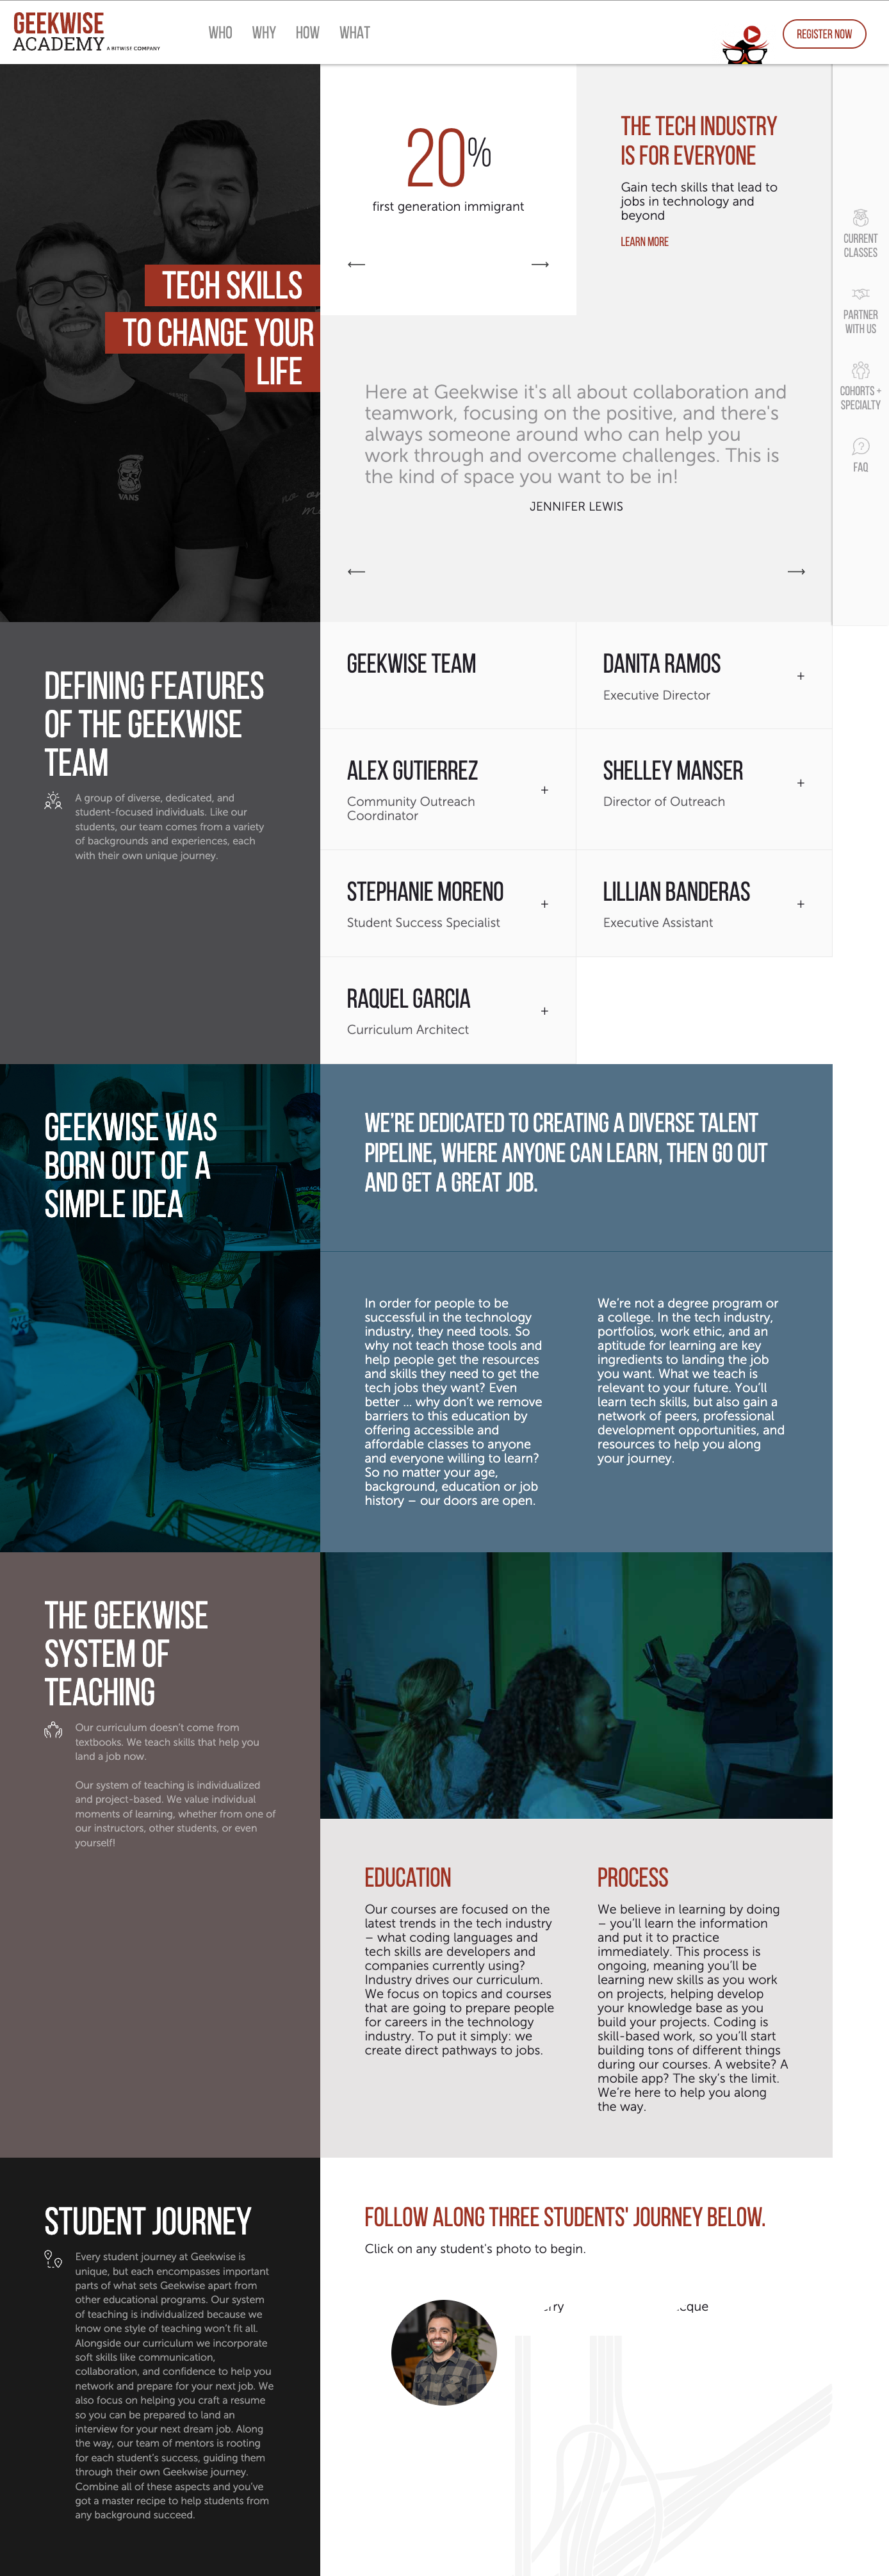 GEEKWISE
ACADEMY A BITWISE COMPANY
WHO WHY HOW WHAT
REGISTER NOW
TECH SKILLS
TO CHANGE YOUR
LIFE
VANS
20%
first generation immigrant
THE TECH INDUSTRY
IS FOR EVERYONE
Gain tech skills that lead to
jobs in technology and
beyond
LEARN MORE
CURRENT
CLASSES
PARTNER
WITH US
COHORTS +
SPECIALTY
FAQ
Here at Geekwise it's all about collaboration and
teamwork, focusing on the positive, and there's
always someone around who can help you
work through and overcome challenges. This is
the kind of space you want to be in!
JENNIFER LEWIS
DEFINING FEATURES
OF THE GEEKWISE
TEAM
A group of diverse, dedicated, and
student-focused individuals. Like our
students, our team comes from a variety
of backgrounds and experiences, each
with their own unique journey.
GEEKWISE TEAM
DANITA RAMOS
Executive Director
+
ALEX GUTIERREZ
Community Outreach
Coordinator
+
SHELLEY MANSER
Director of Outreach
+
STEPHANIE MORENO
Student Success Specialist
+
LILLIAN BANDERAS
Executive Assistant
+
RAQUEL GARCIA
Curriculum Architect
+
GEEKWISE WAS
BORN OUT OF A
SIMPLE IDEA
WE'RE DEDICATED TO CREATING A DIVERSE TALENT
PIPELINE, WHERE ANYONE CAN LEARN, THEN GO OUT
AND GET A GREAT JOB.
In order for people to be
successful in the technology
industry, they need tools. So
why not teach those tools and
help people get the resources
and skills they need to get the
tech jobs they want? Even
better ... why don't we remove
barriers to this education by
offering accessible and
affordable classes to anyone
and everyone willing to learn?
So no matter your age,
background, education or job
history – our doors are open.
We're not a degree program or
a college. In the tech industry,
portfolios, work ethic, and an
aptitude for learning are key
ingredients to landing the job
you want. What we teach is
relevant to your future. You'll
learn tech skills, but also gain a
network of peers, professional
development opportunities, and
resources to help you along
your journey.
THE GEEKWISE
SYSTEM OF
TEACHING
Our curriculum doesn't come from
textbooks. We teach skills that help you
land a job now.
Our system of teaching is individualized
and project-based. We value individual
moments of learning, whether from one of
our instructors, other students, or even
yourself!
EDUCATION
Our courses are focused on the
latest trends in the tech industry
– what coding languages and
tech skills are developers and
companies currently using?
Industry drives our curriculum.
We focus on topics and courses
that are going to prepare people
for careers in the technology
industry. To put it simply: we
create direct pathways to jobs.
PROCESS
We believe in learning by doing
– you'll learn the information
and put it to practice
immediately. This process is
ongoing, meaning you'll be
learning new skills as you work
on projects, helping develop
your knowledge base as you
build your projects. Coding is
skill-based work, so you'll start
building tons of different things
during our courses. A website? A
mobile app? The sky's the limit.
We're here to help you along
the way.
STUDENT JOURNEY
Every student journey at Geekwise is
unique, but each encompasses important
parts of what sets Geekwise apart from
other educational programs. Our system
of teaching is individualized because we
know one style of teaching won't fit all.
Alongside our curriculum we incorporate
soft skills like communication,
collaboration, and confidence to help you
network and prepare for your next job. We
also focus on helping you craft a resume
so you can be prepared to land an
interview for your next dream job. Along
the way, our team of mentors is rooting
for each student's success, guiding them
through their own Geekwise journey.
Combine all of these aspects and you've
got a master recipe to help students from
any background succeed.
FOLLOW ALONG THREE STUDENTS' JOURNEY BELOW.
Click on any student's photo to begin.